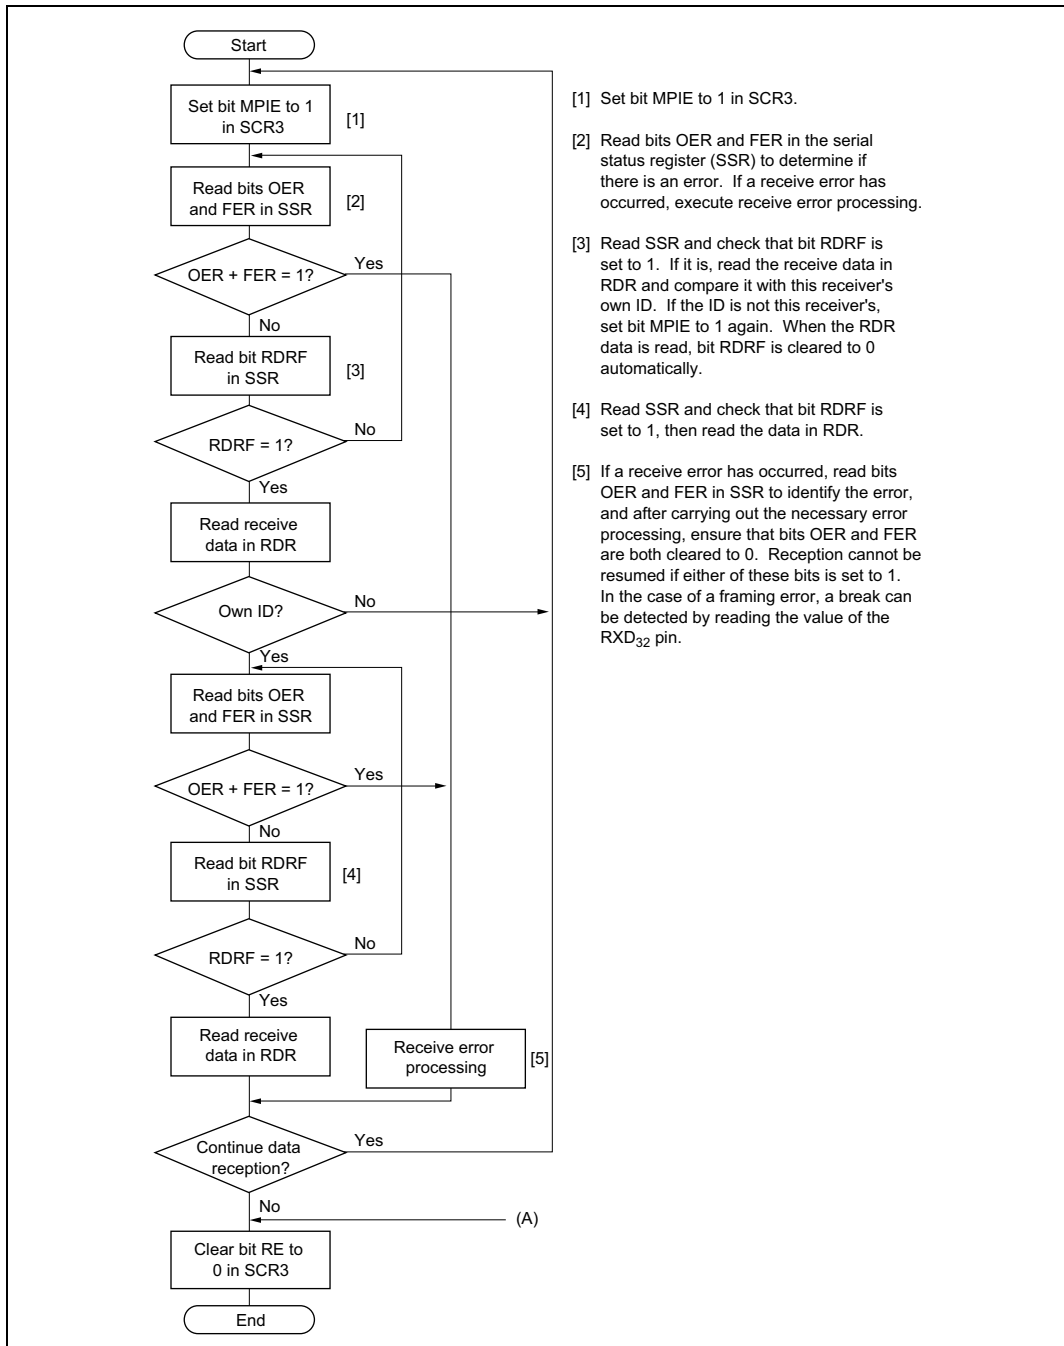 Start
Set bit MPIE to 1
in SCR3
[1]
Read bits OER
and FER in SSR
[2]
OER + FER = 1?
Yes
No
Read bit RDRF
in SSR
[3]
RDRF = 1?
No
Yes
Read receive
data in RDR
Own ID?
No
Yes
Read bits OER
and FER in SSR
OER + FER = 1?
Yes
No
Read bit RDRF
in SSR
[4]
RDRF = 1?
No
Yes
Read receive
data in RDR
Receive error
processing
[5]
Continue data
reception?
Yes
No
(A)
Clear bit RE to
0 in SCR3
End
[1] Set bit MPIE to 1 in SCR3.
[2] Read bits OER and FER in the serial
status register (SSR) to determine if
there is an error. If a receive error has
occurred, execute receive error processing.
[3] Read SSR and check that bit RDRF is
set to 1. If it is, read the receive data in
RDR and compare it with this receiver's
own ID. If the ID is not this receiver's,
set bit MPIE to 1 again. When the RDR
data is read, bit RDRF is cleared to 0
automatically.
[4] Read SSR and check that bit RDRF is
set to 1, then read the data in RDR.
[5] If a receive error has occurred, read bits
OER and FER in SSR to identify the error,
and after carrying out the necessary error
processing, ensure that bits OER and FER
are both cleared to 0. Reception cannot be
resumed if either of these bits is set to 1.
In the case of a framing error, a break can
be detected by reading the value of the
RXD32 pin.